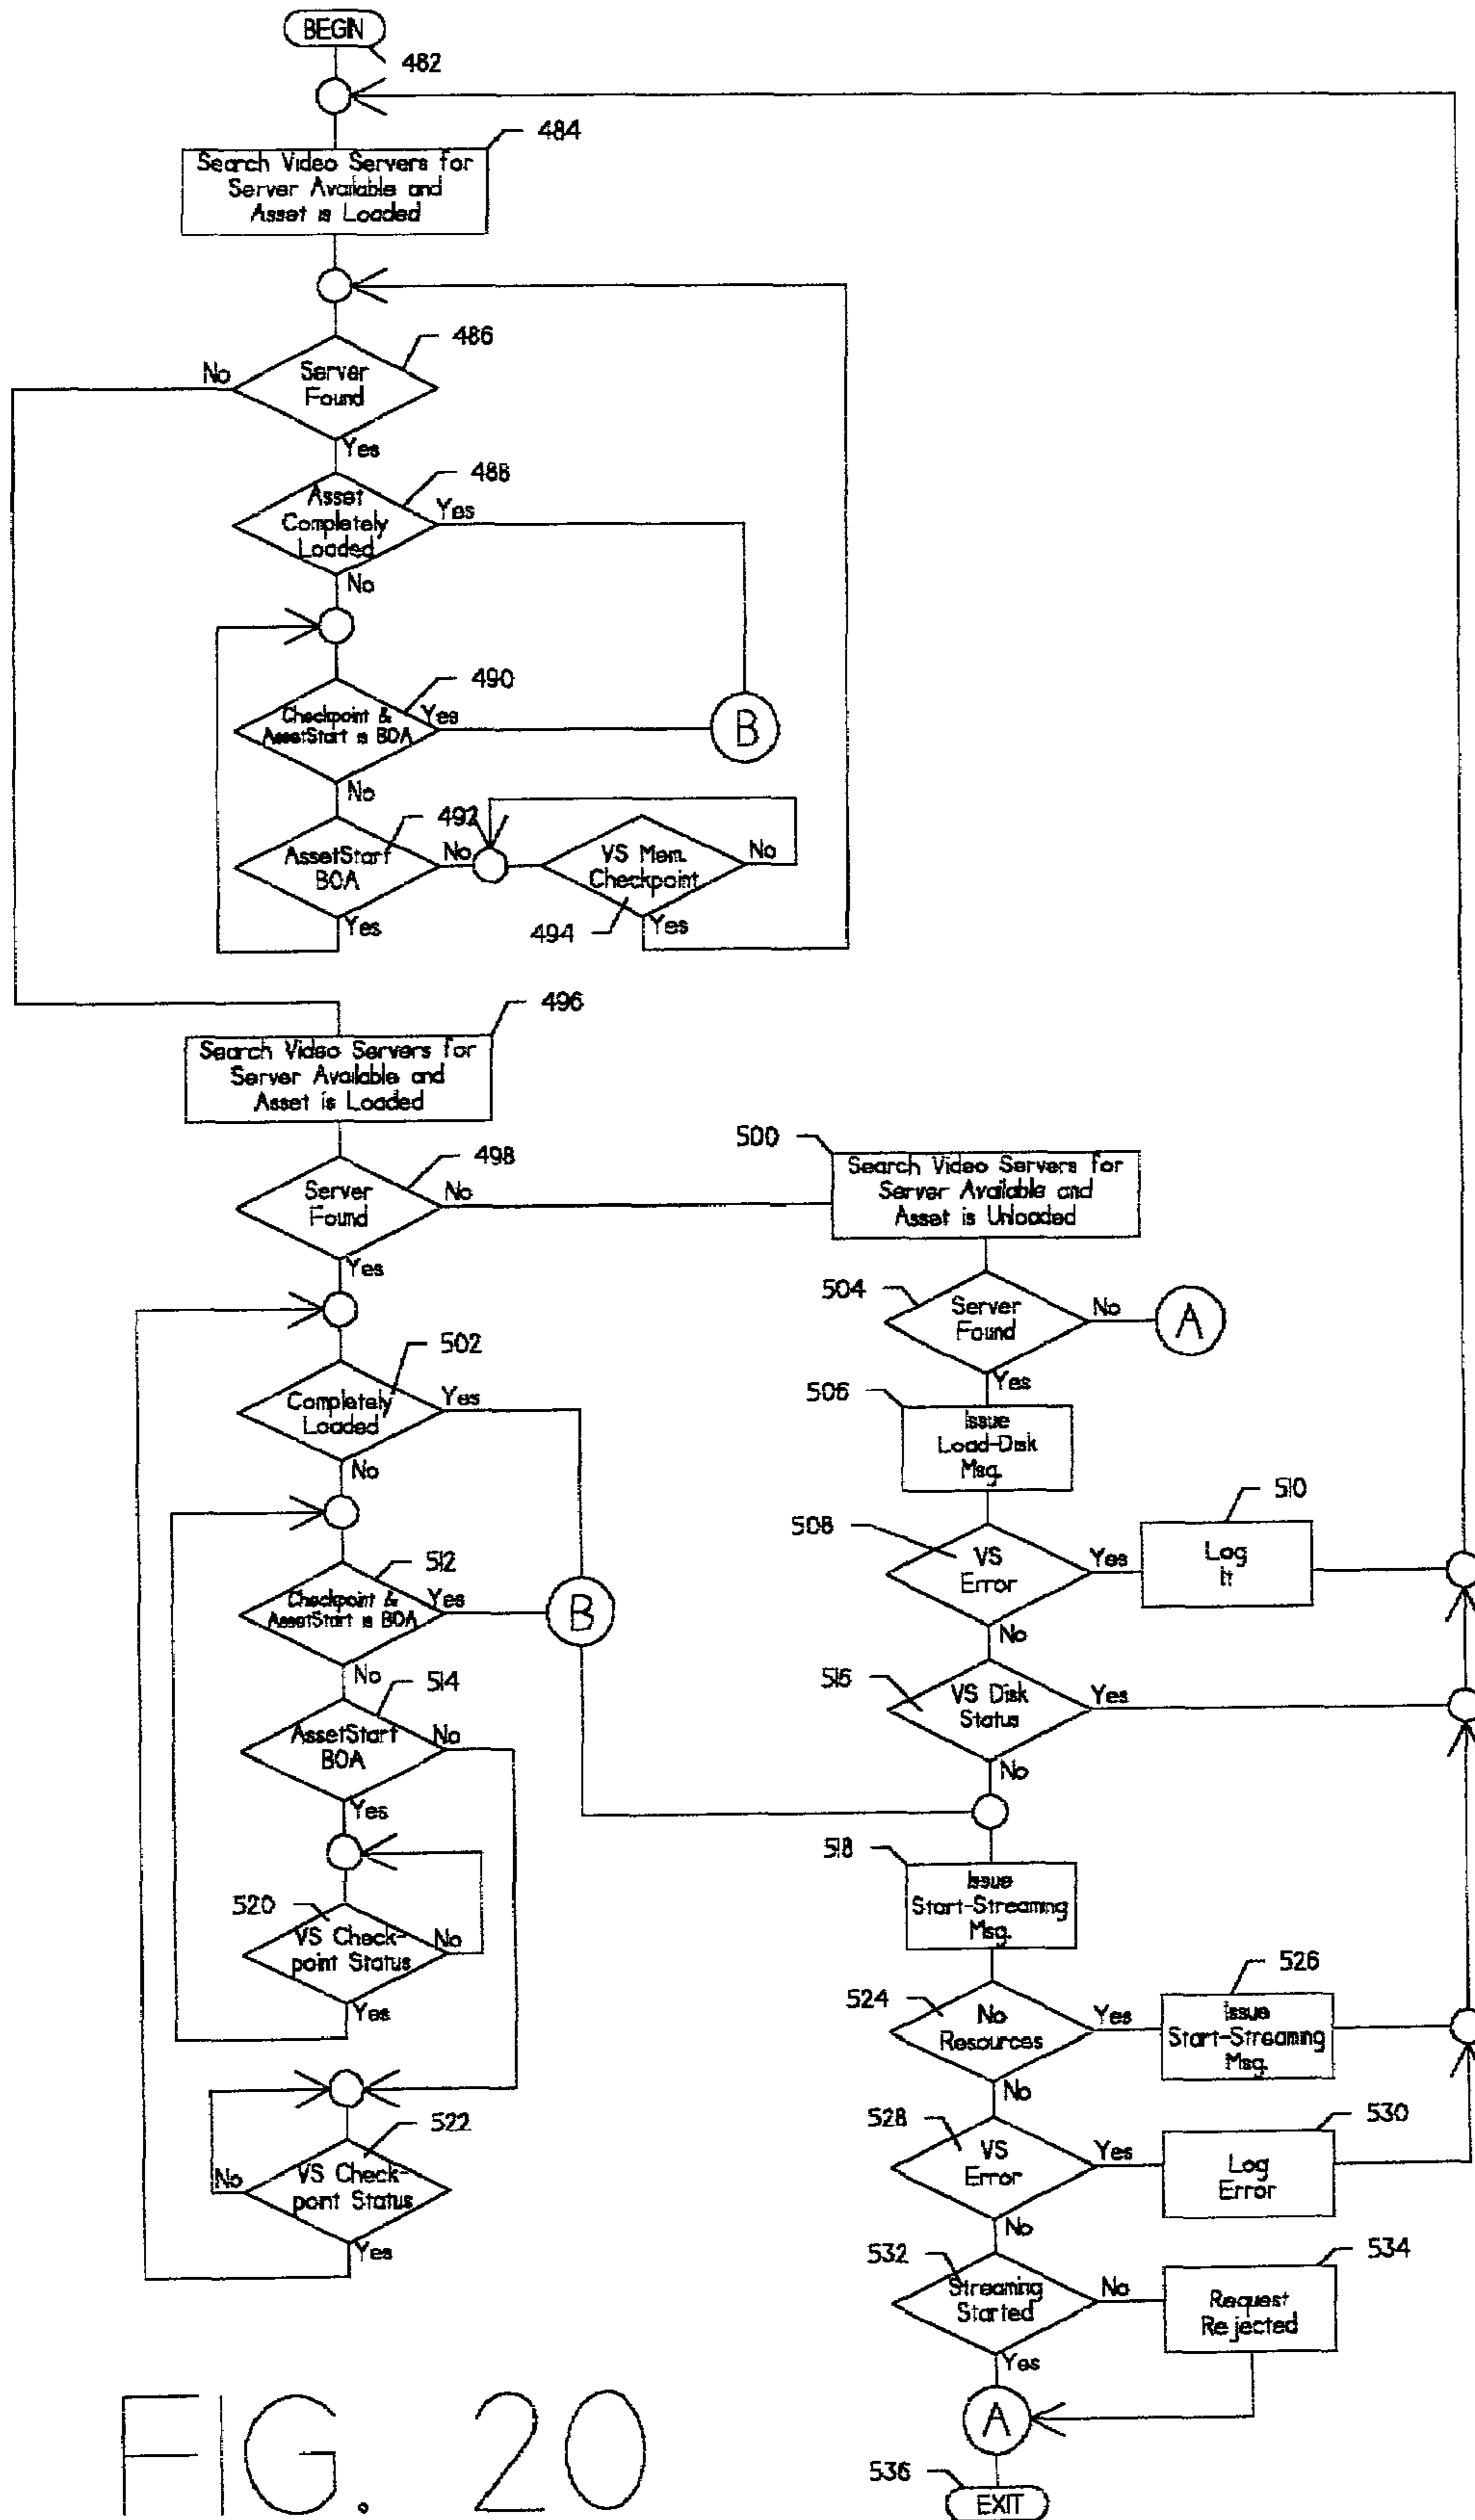 BEGIN
482
484
Search Video Servers for
Server Available and
Asset is Loaded
486
No
Server
Found
Yes
488
Asset
Completely
Loaded
Yes
No
490
Checkpoint &
AssetStart is BOA
Yes
B
No
492
AssetStart
BOA
No
VS Mem.
Checkpoint
No
Yes
494
Yes
496
Search Video Servers for
Server Available and
Asset is Loaded
498
Server
Found
No
500
Search Video Servers for
Server Available and
Asset is Unloaded
Yes
504
Server
Found
No
A
502
Completely
Loaded
Yes
Yes
506
Issue
Load-Disk
Msg.
No
508
VS
Error
Yes
510
Log
It
512
Checkpoint &
AssetStart is BOA
Yes
B
No
No
514
AssetStart
BOA
No
516
VS Disk
Status
Yes
No
Yes
518
Issue
Start-Streaming
Msg.
520
VS Check-
point Status
No
Yes
524
No
Resources
Yes
526
Issue
Start-Streaming
Msg.
No
522
VS Check-
point Status
No
Yes
528
VS
Error
Yes
530
Log
Error
No
532
Streaming
Started
No
534
Request
Rejected
Yes
A
536
EXIT
FIG. 20